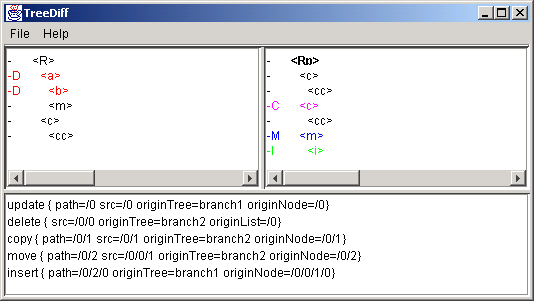 TreeDiff
File Help
- <R>
-D <a>
-D <b>
- <m>
- <c>
- <cc>
- <Rp>
- <c>
- <cc>
-C <c>
- <cc>
-M <m>
-I <i>
update { path=/0 src=/0 originTree=branch1 originNode=/0}
delete { src=/0/0 originTree=branch2 originList=/0}
copy { path=/0/1 src=/0/1 originTree=branch2 originNode=/0/1}
move { path=/0/2 src=/0/0/1 originTree=branch2 originNode=/0/2}
insert { path=/0/2/0 originTree=branch1 originNode=/0/0/1/0}